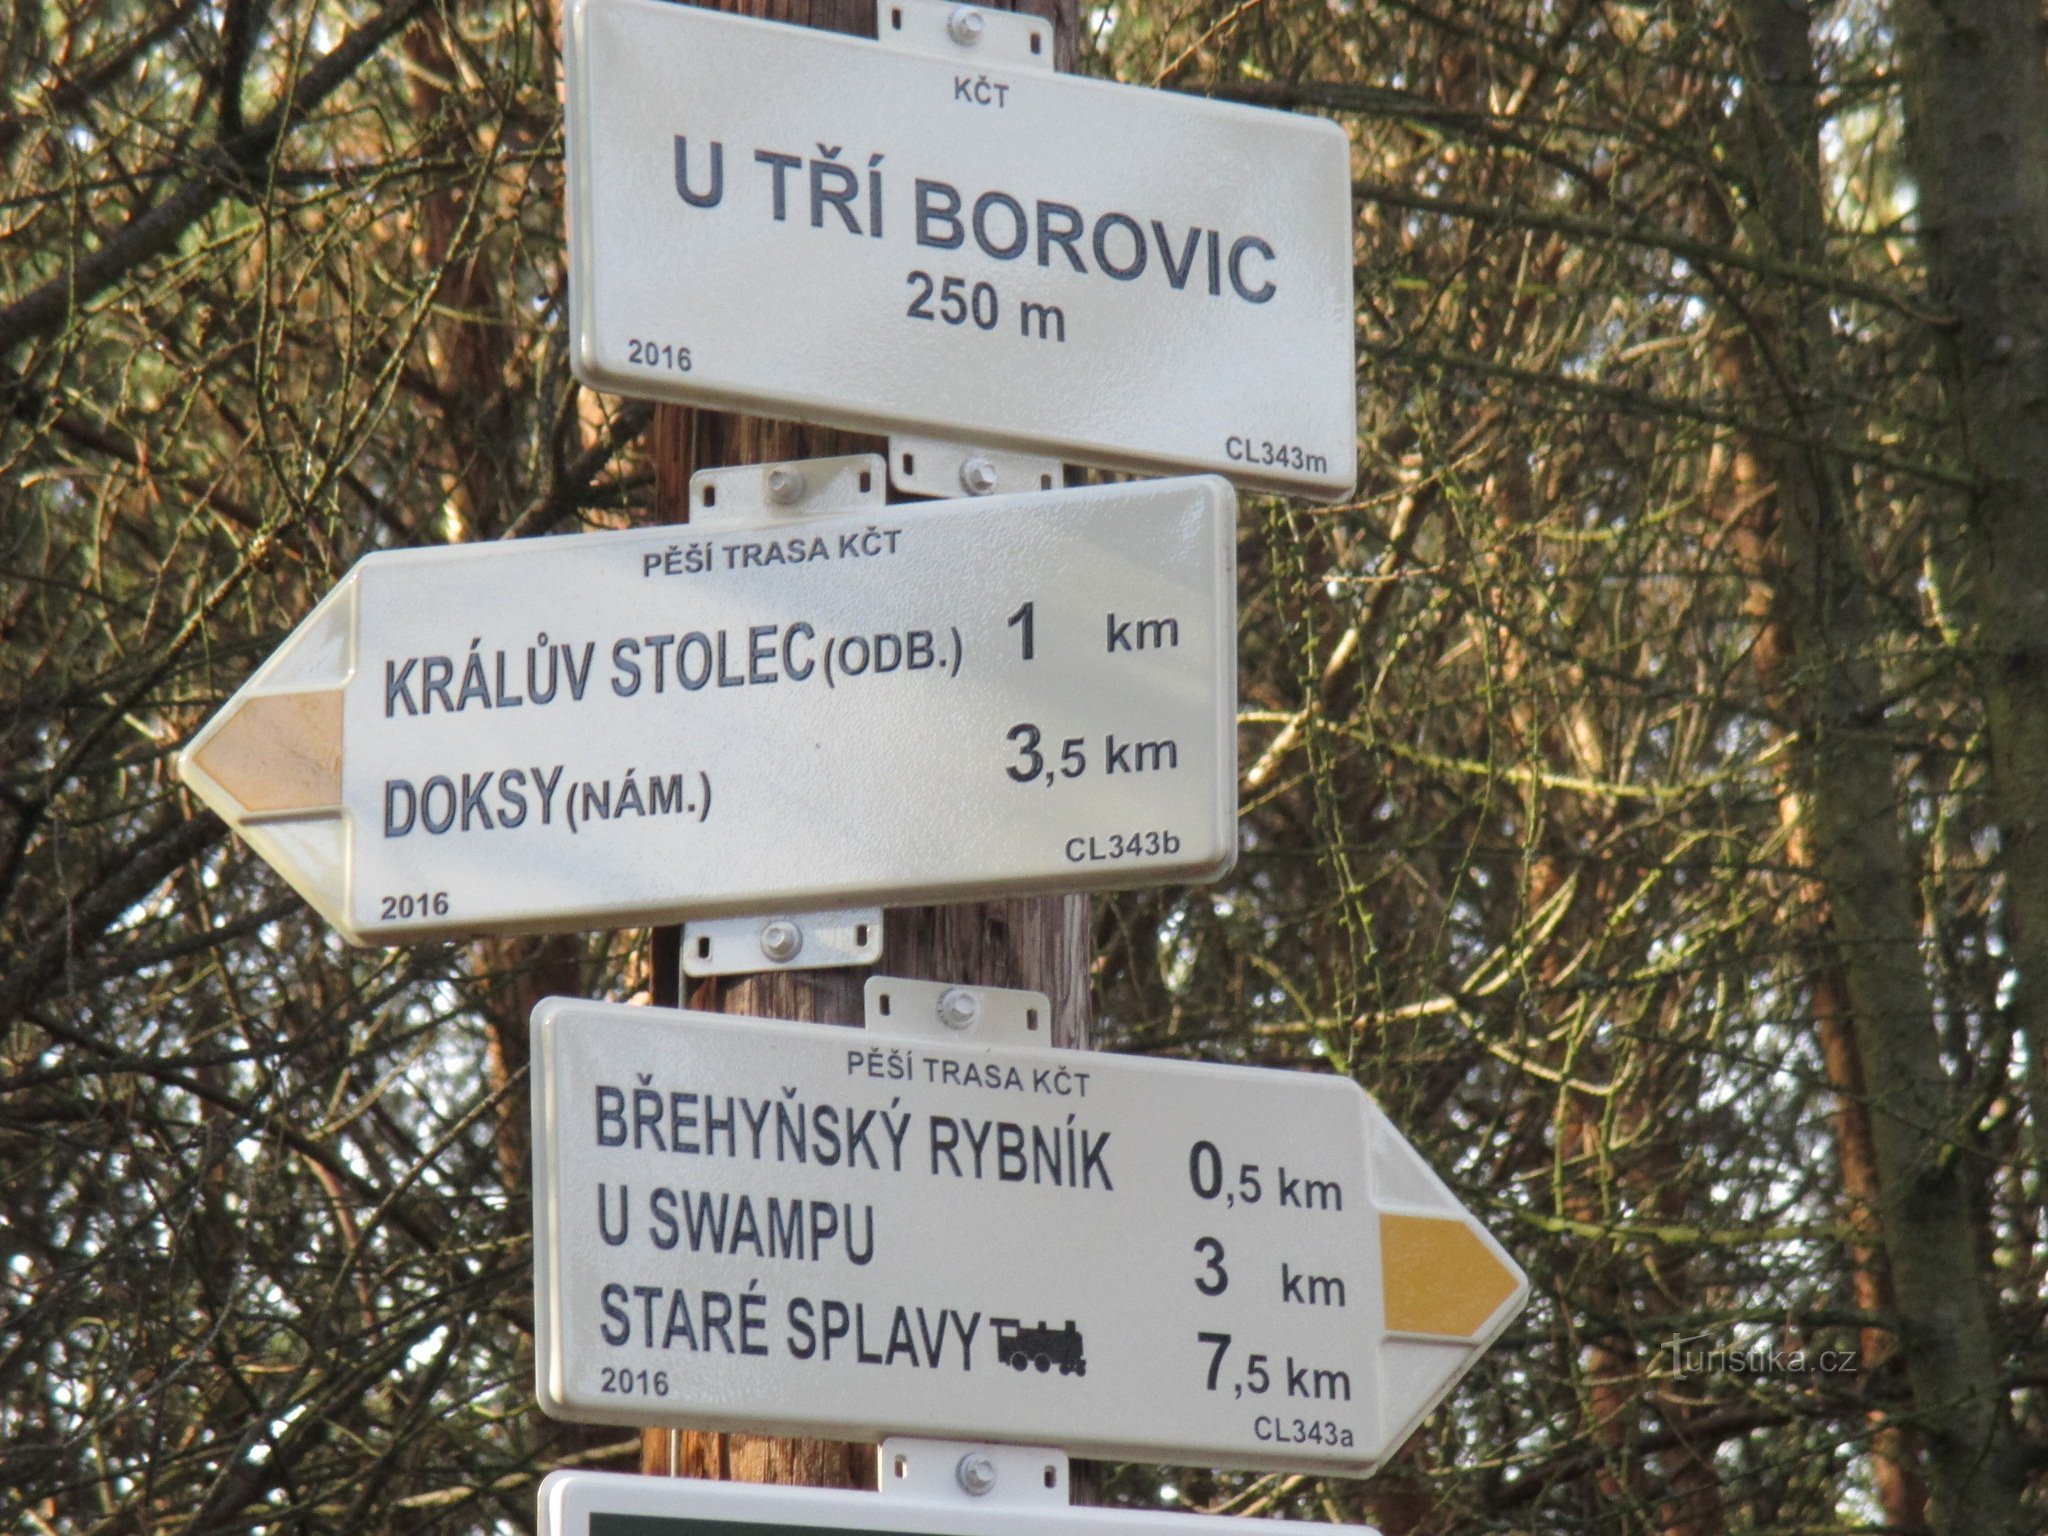 KČT
U TŘÍ BOROVIC
250 m
2016
CL343m
PĚŠÍ TRASA KČT
KRÁLŮV STOLEC(ODB.) 1 km
DOKSY(NÁM.) 3,5 km
CL343b
2016
PĚŠÍ TRASA KČT
BŘEHYŇSKÝ RYBNÍK 0,5 km
U SWAMPU 3 km
STARÉ SPLAVY 7,5 km
2016
CL343a
Turistika.cz